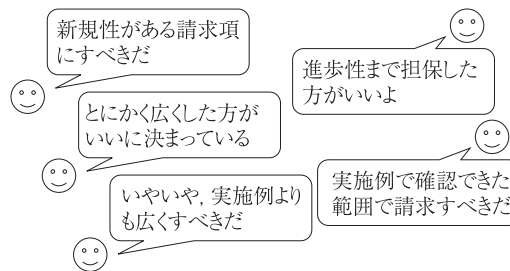 新規性がある請求項
にすべきだ
進歩性まで担保した
方がいいよ
とにかく広くした方が
いいに決まっている
いやいや，実施例より
も広くすべきだ
実施例で確認できた
範囲で請求すべきだ